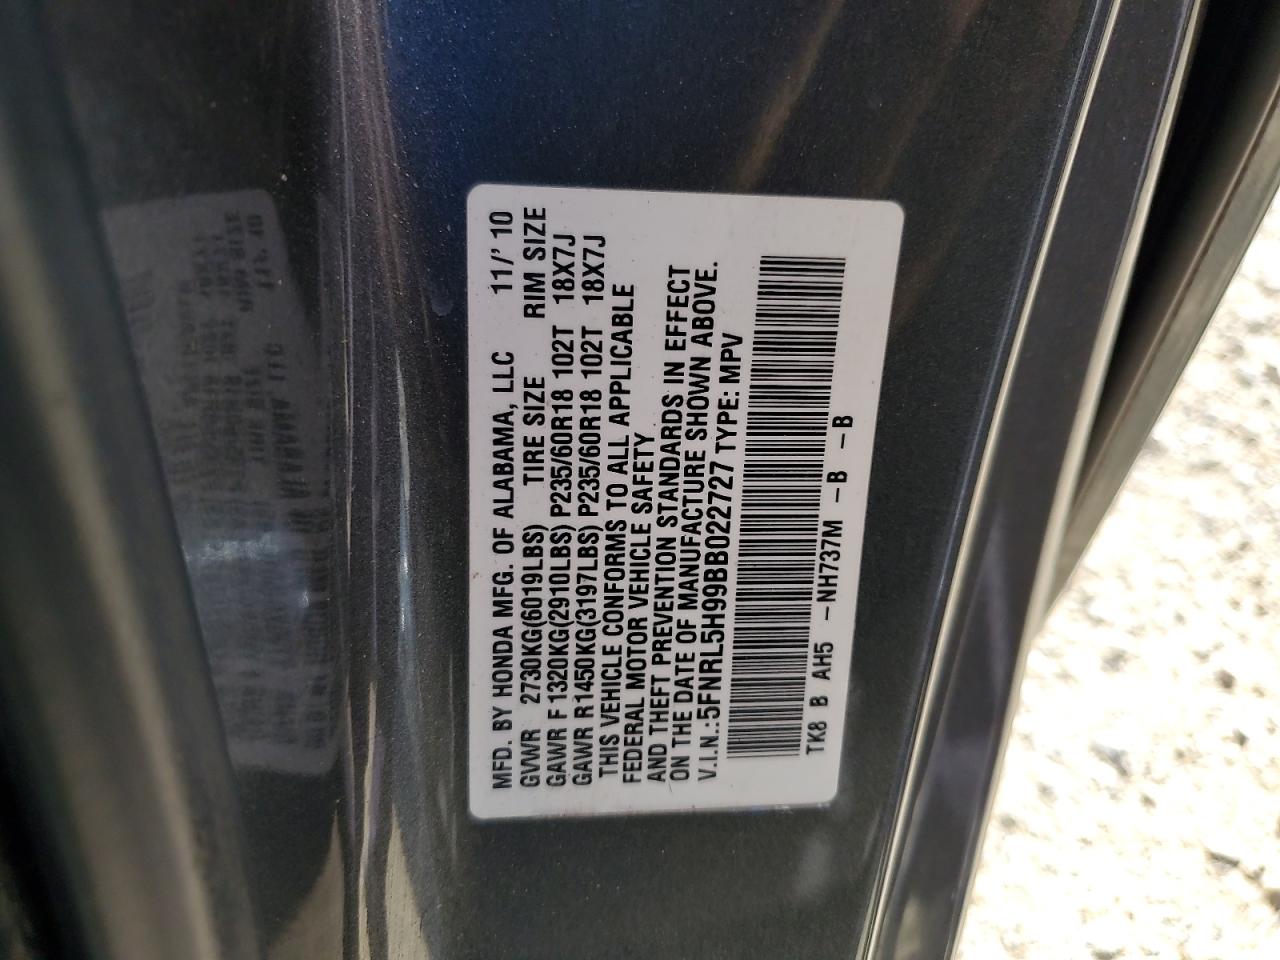 MFD. BY HONDA MFG. OF ALABAMA, LLC 11/' 10
GVWR 2730KG(6019LBS) TIRE SIZE RIM SIZE
GAWR F 1320KG(2910LBS) P235/60R18 102T 18X7J
GAWR R 1450KG(3197LBS) P235/60R18 102T 18X7J
THIS VEHICLE CONFORMS TO ALL APPLICABLE
FEDERAL MOTOR VEHICLE SAFETY
AND THEFT PREVENTION STANDARDS IN EFFECT
ON THE DATE OF MANUFACTURE SHOWN ABOVE.
V.I.N.:5FNRL5H99BB022727 TYPE: MPV
TK8 B AH5 -NH737M -B -B